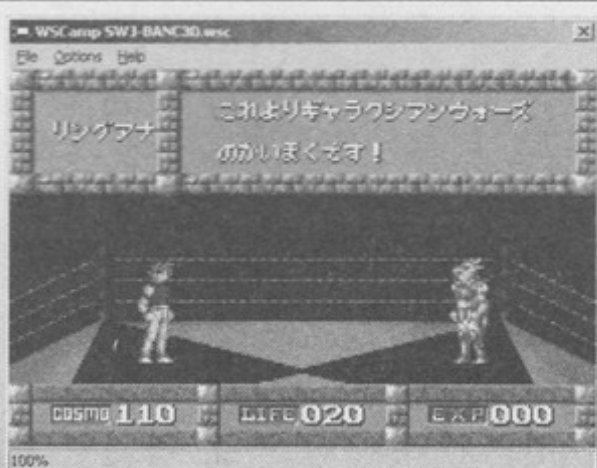 WSCamp SWJ-BANC30.wsc
File Options Help
リングアナ
これよりギャラクシアンウォーズ
のかいまくです！
COSMO 110
LIFE 020
EXP 000
100%